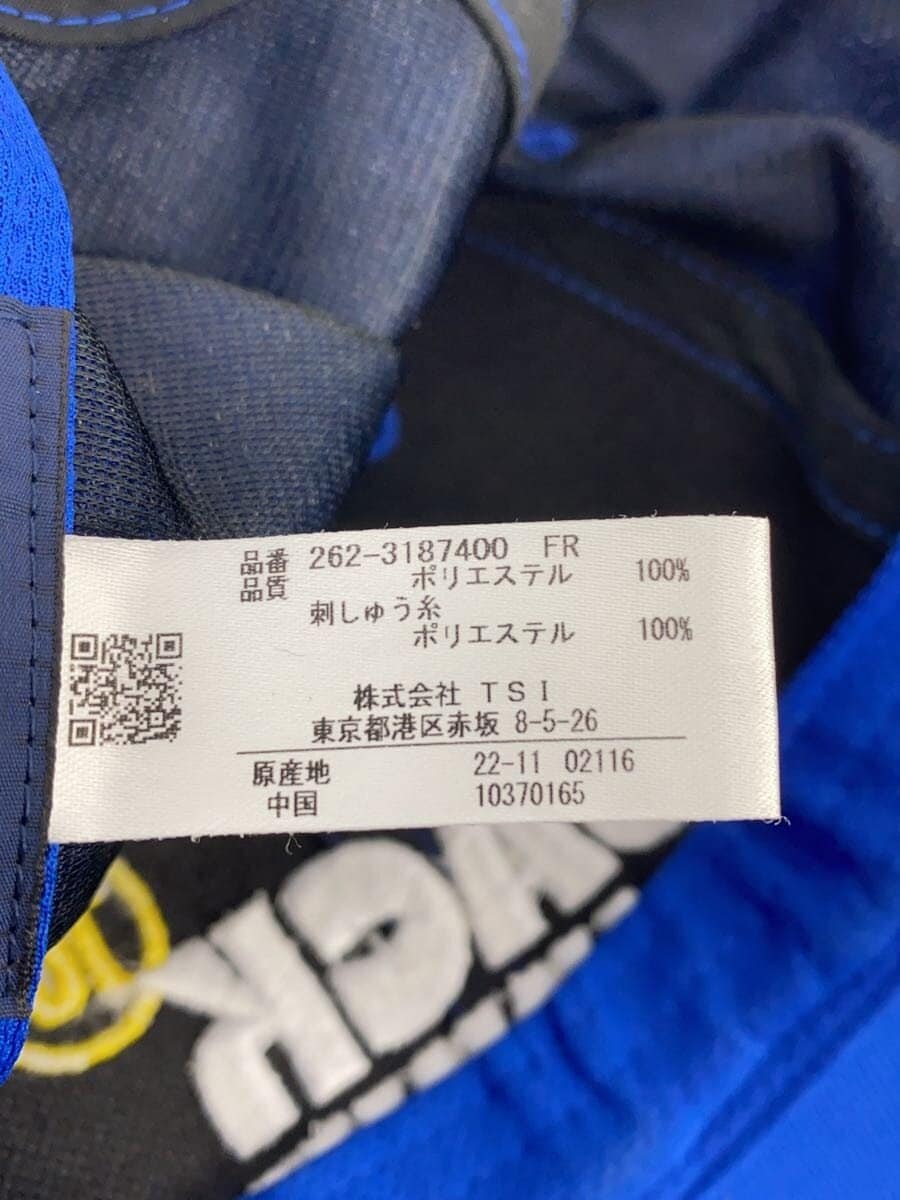 品番 262-3187400 FR
品質 ポリエステル 100%
刺しゅう糸
ポリエステル 100%
株式会社 TSI
東京都港区赤坂 8-5-26
原産地 22-11 02116
中国 10370165